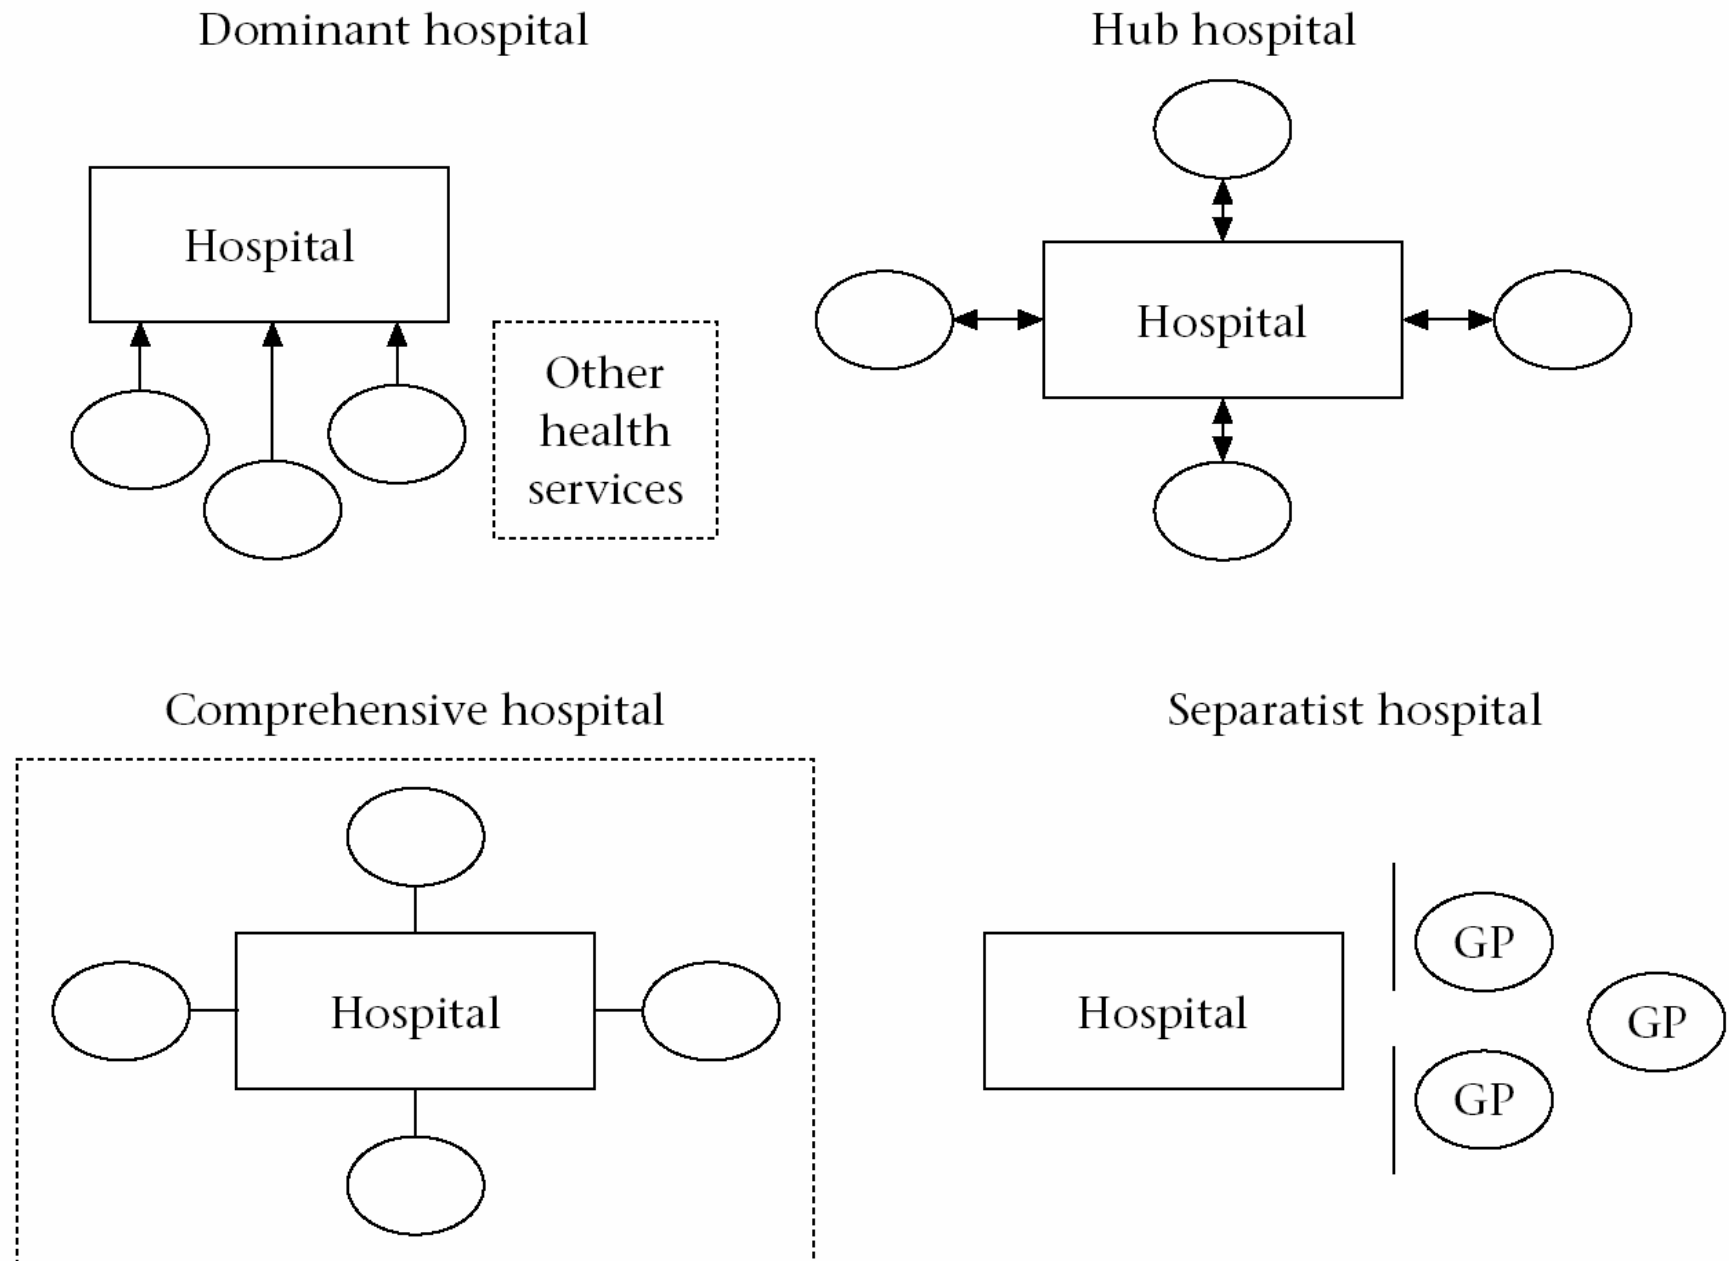 Dominant hospital
Hospital
Other
health
services
Hub hospital
Hospital
Comprehensive hospital
Hospital
Separatist hospital
Hospital
GP
GP
GP